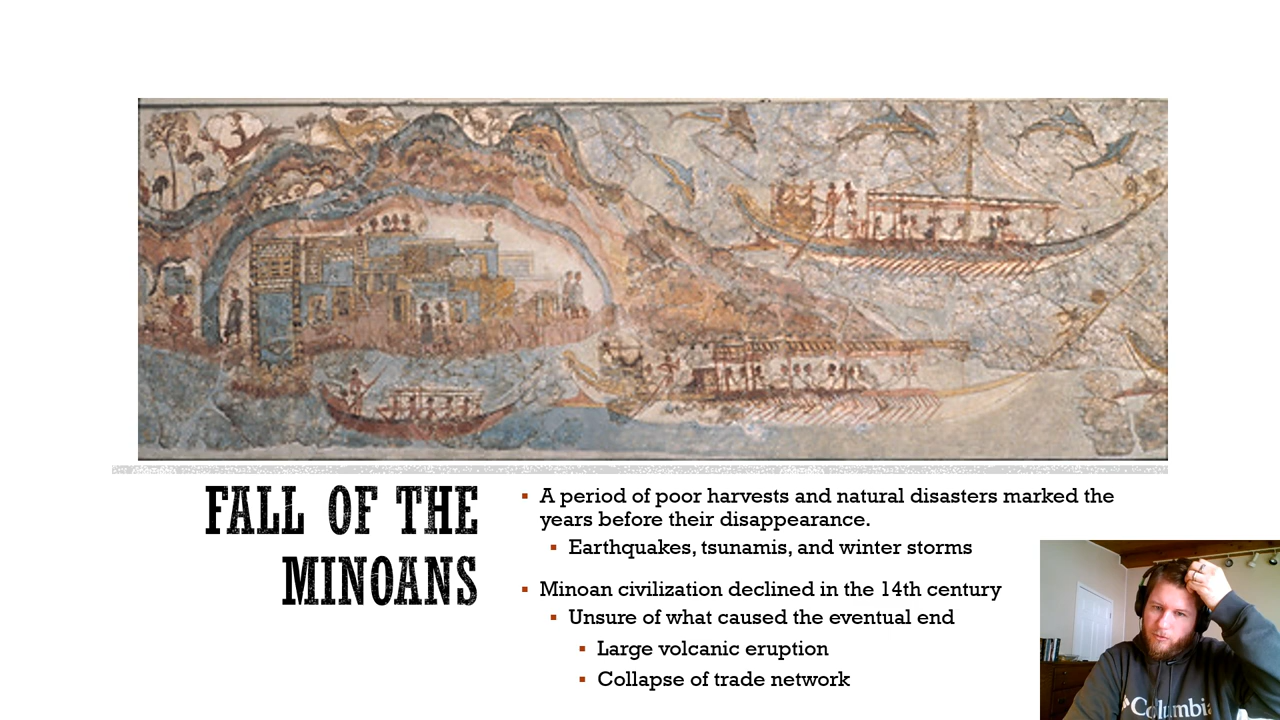 FALL OF THE
MINOANS
▪ A period of poor harvests and natural disasters marked the
years before their disappearance.
▪ Earthquakes, tsunamis, and winter storms
▪ Minoan civilization declined in the 14th century
▪ Unsure of what caused the eventual end
▪ Large volcanic eruption
▪ Collapse of trade network
Columbia